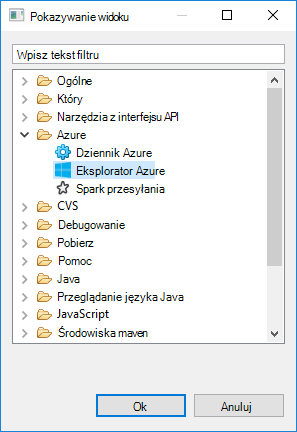 Pokazywanie widoku
Wpisz tekst filtru
Ogólne
Który
Narzędzia z interfejsu API
Azure
Dziennik Azure
Eksplorator Azure
Spark przesyłania
CVS
Debugowanie
Pobierz
Pomoc
Java
Przeglądanie języka Java
JavaScript
Środowiska maven
Ok
Anuluj